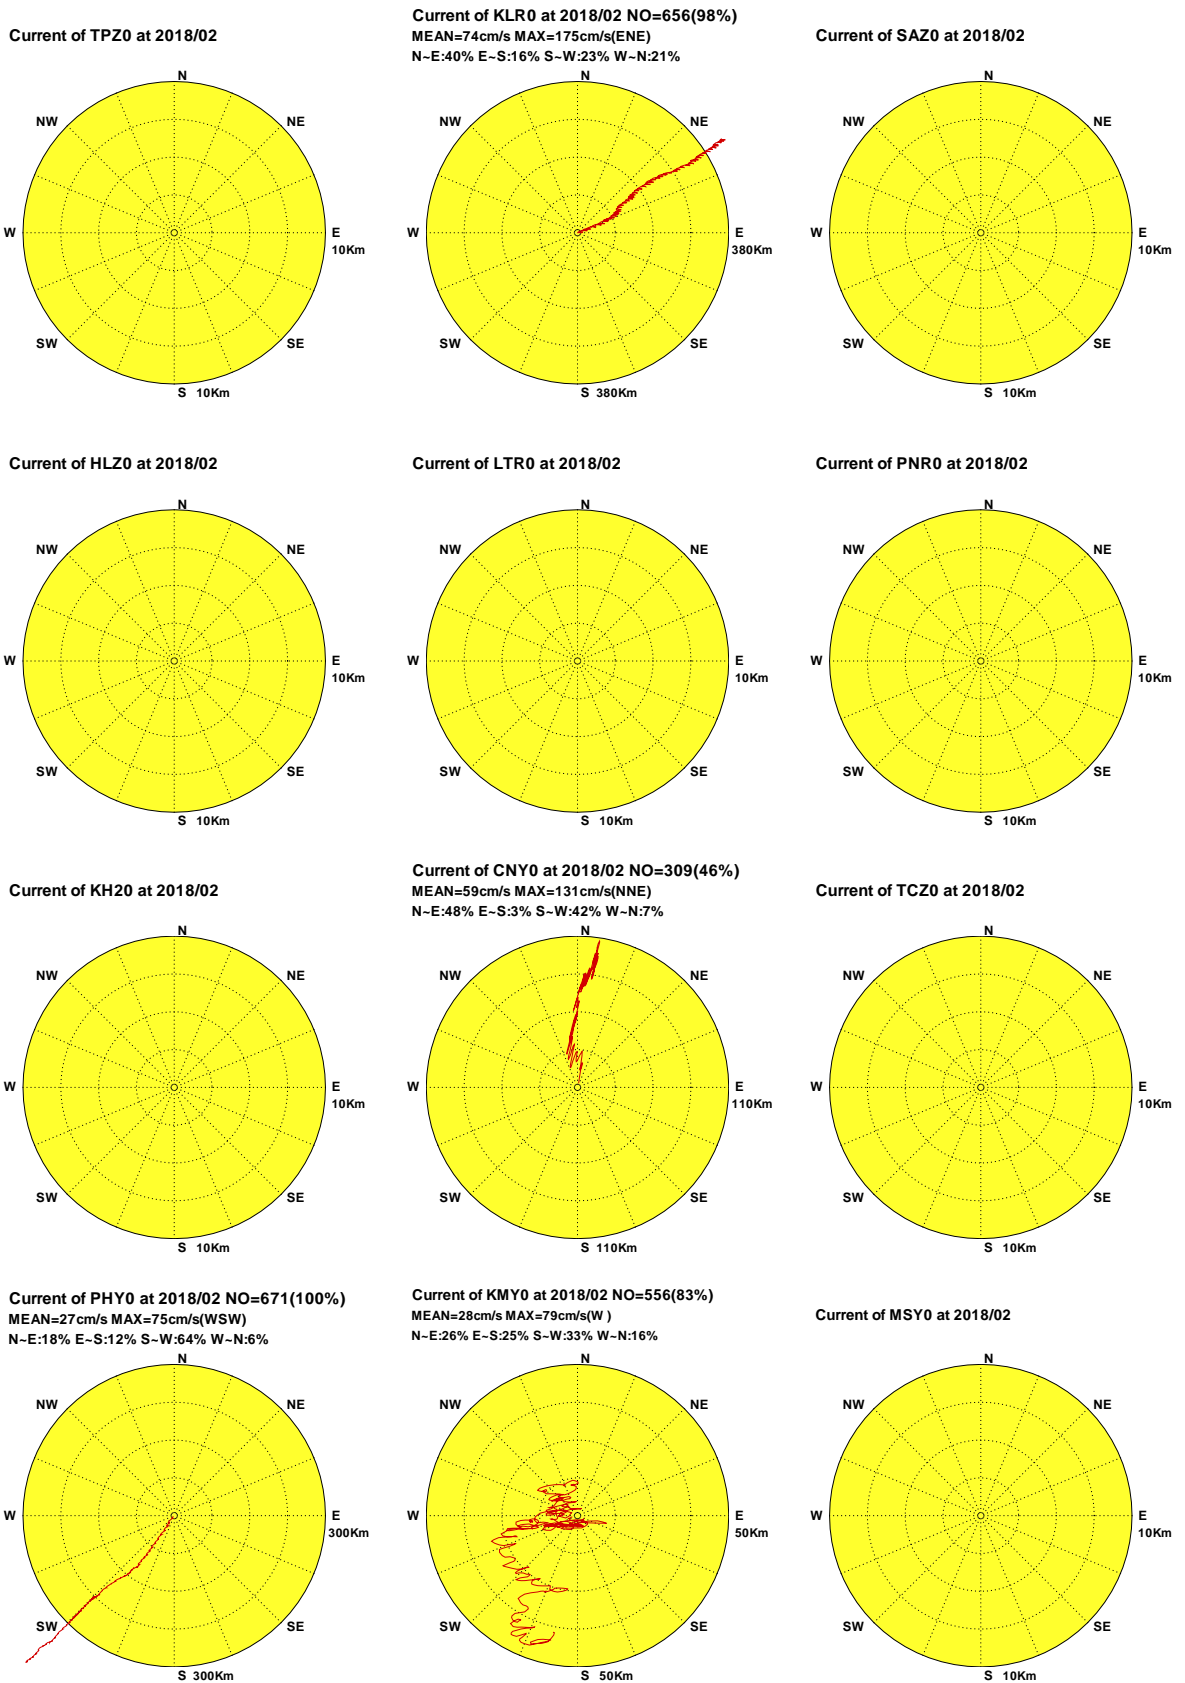 Current of TPZ0 at 2018/02
N
NW
NE
W
E
10Km
SW
SE
S 10Km
Current of KLR0 at 2018/02 NO=656(98%)
MEAN=74cm/s MAX=175cm/s(ENE)
N~E:40% E~S:16% S~W:23% W~N:21%
N
NW
NE
W
E
380Km
SW
SE
S 380Km
Current of SAZ0 at 2018/02
N
NW
NE
W
E
10Km
SW
SE
S 10Km
Current of HLZ0 at 2018/02
N
NW
NE
W
E
10Km
SW
SE
S 10Km
Current of LTR0 at 2018/02
N
NW
NE
W
E
10Km
SW
SE
S 10Km
Current of PNR0 at 2018/02
N
NW
NE
W
E
10Km
SW
SE
S 10Km
Current of KH20 at 2018/02
N
NW
NE
W
E
10Km
SW
SE
S 10Km
Current of CNY0 at 2018/02 NO=309(46%)
MEAN=59cm/s MAX=131cm/s(NNE)
N~E:48% E~S:3% S~W:42% W~N:7%
N
NW
NE
W
E
110Km
SW
SE
S 110Km
Current of TCZ0 at 2018/02
N
NW
NE
W
E
10Km
SW
SE
S 10Km
Current of PHY0 at 2018/02 NO=671(100%)
MEAN=27cm/s MAX=75cm/s(WSW)
N~E:18% E~S:12% S~W:64% W~N:6%
N
NW
NE
W
E
300Km
SW
SE
S 300Km
Current of KMY0 at 2018/02 NO=556(83%)
MEAN=28cm/s MAX=79cm/s(W )
N~E:26% E~S:25% S~W:33% W~N:16%
N
NW
NE
W
E
50Km
SW
SE
S 50Km
Current of MSY0 at 2018/02
N
NW
NE
W
E
10Km
SW
SE
S 10Km